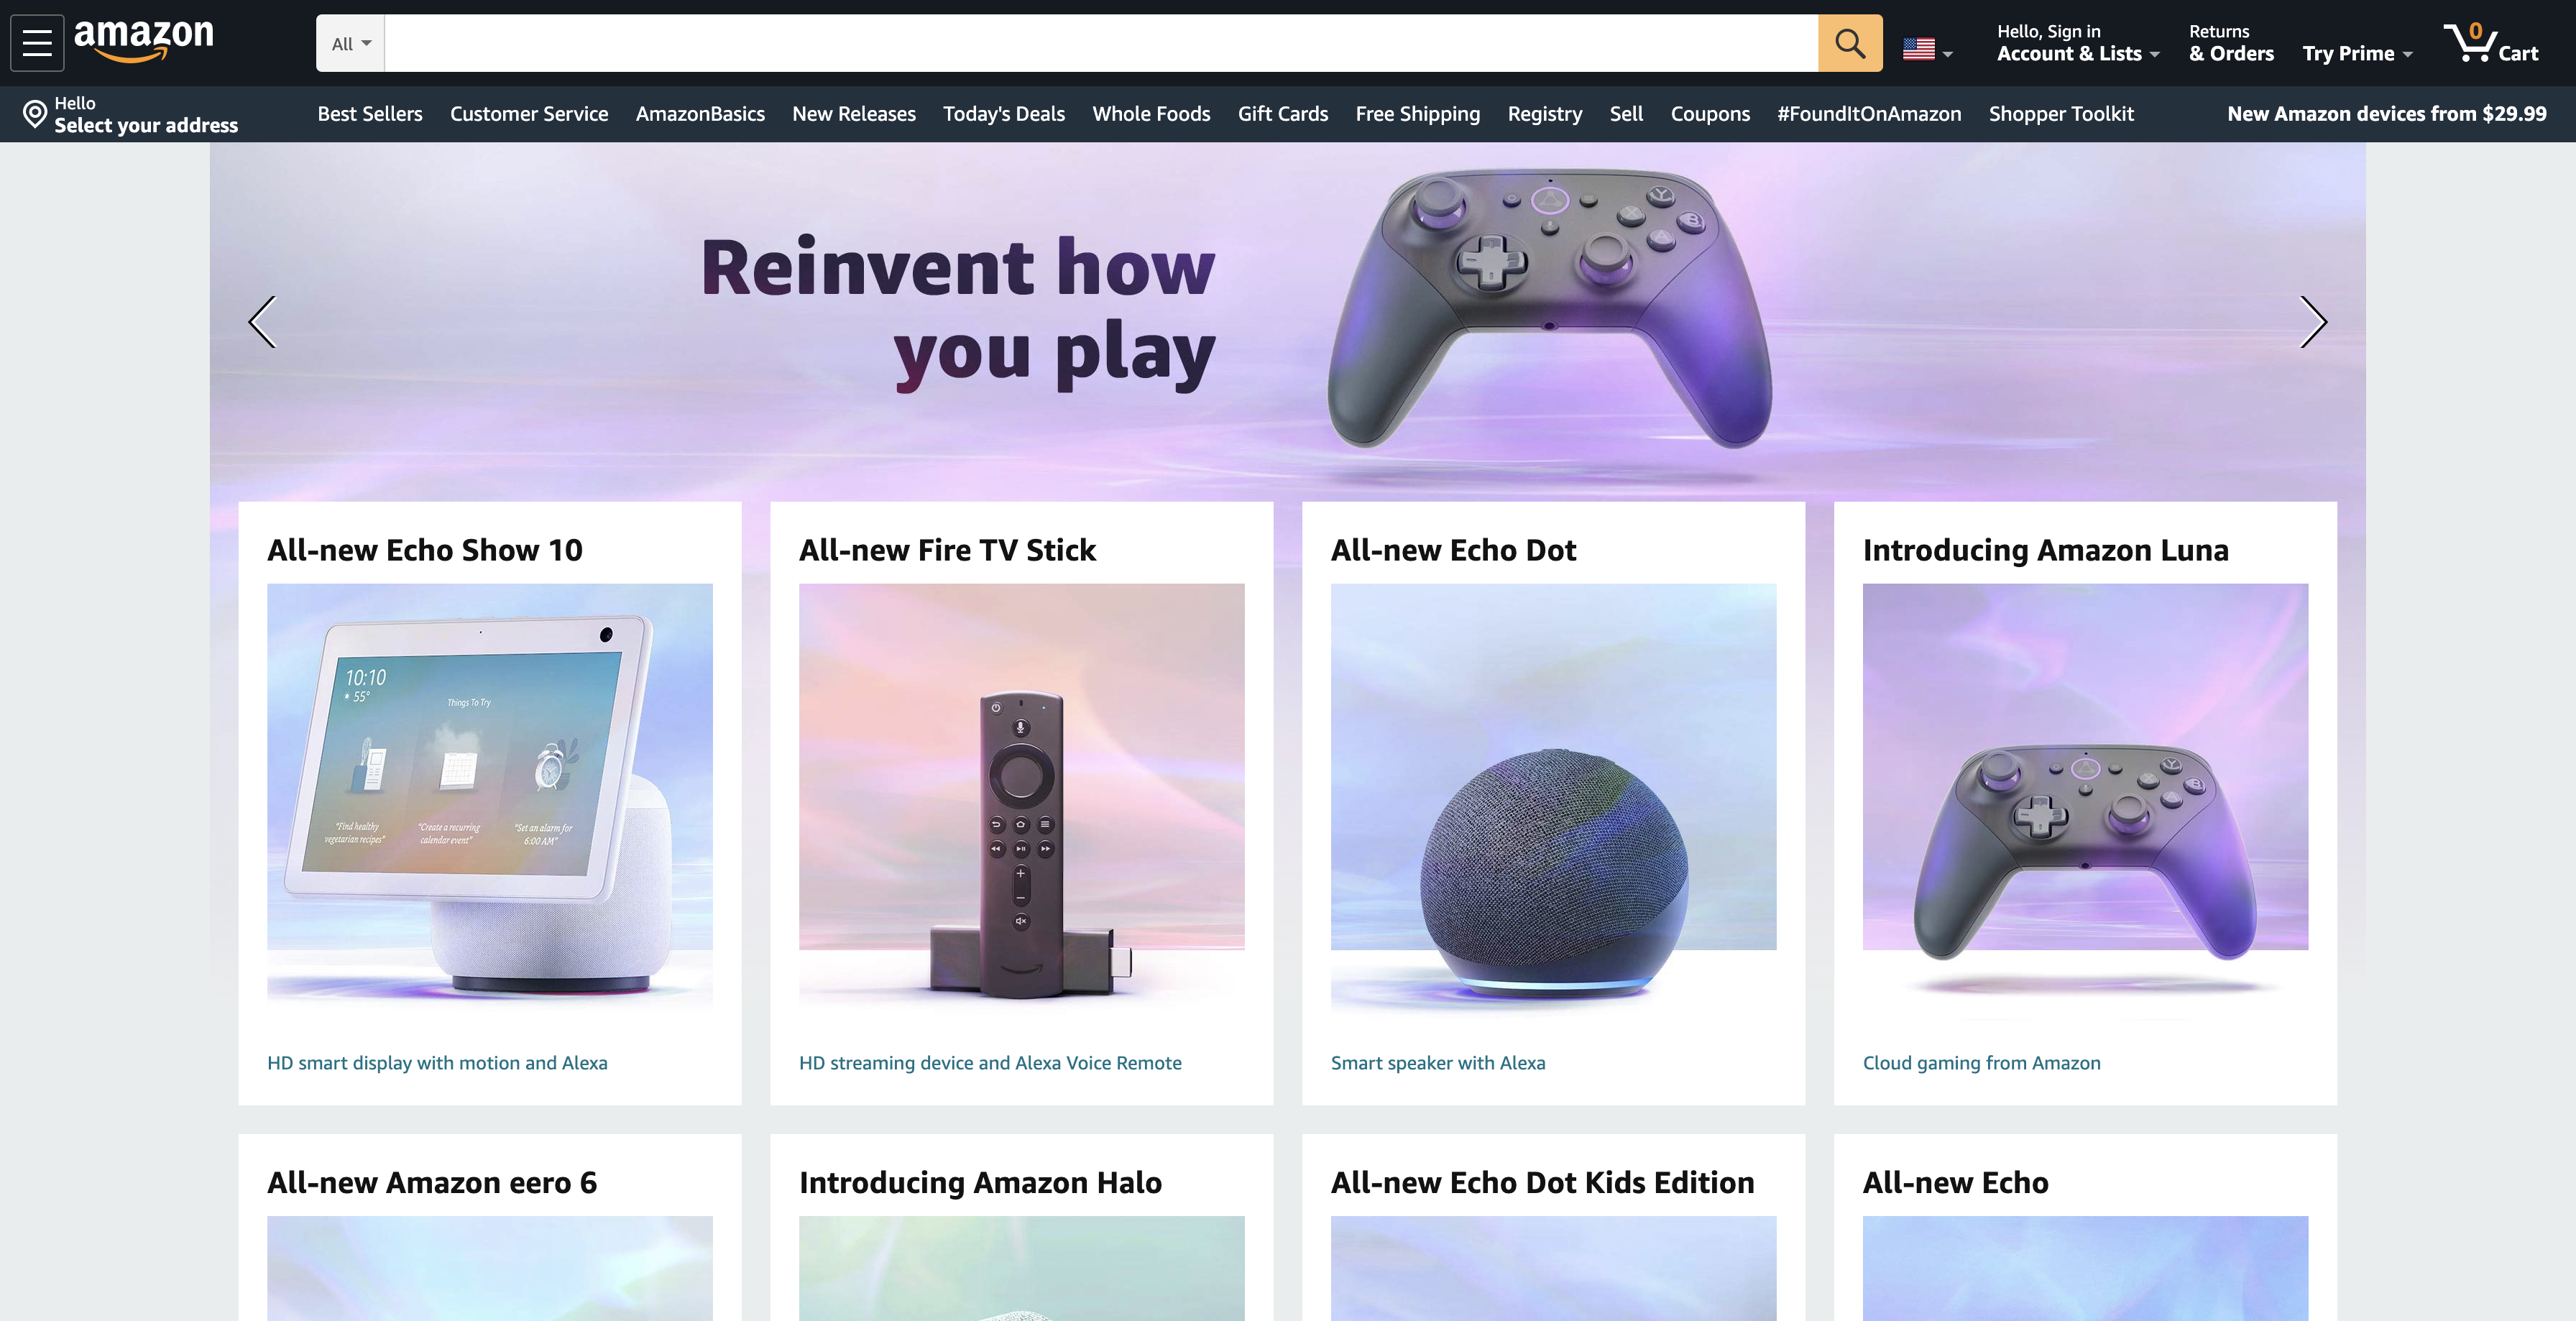 amazon
All
Hello, Sign in
Account & Lists
Returns
& Orders
Try Prime
0
Cart
Hello
Select your address
Best Sellers
Customer Service
AmazonBasics
New Releases
Today's Deals
Whole Foods
Gift Cards
Free Shipping
Registry
Sell
Coupons
#FoundItOnAmazon
Shopper Toolkit
New Amazon devices from $29.99
Reinvent how
you play
Y
X
B
A
All-new Echo Show 10
10:10
55°
Things To Try
"Find healthy
vegetarian recipes"
"Create a recurring
calendar event"
"Set an alarm for
6:00 AM"
HD smart display with motion and Alexa
All-new Fire TV Stick
HD streaming device and Alexa Voice Remote
All-new Echo Dot
Smart speaker with Alexa
Introducing Amazon Luna
Y
X
B
A
Cloud gaming from Amazon
All-new Amazon eero 6
Introducing Amazon Halo
All-new Echo Dot Kids Edition
All-new Echo